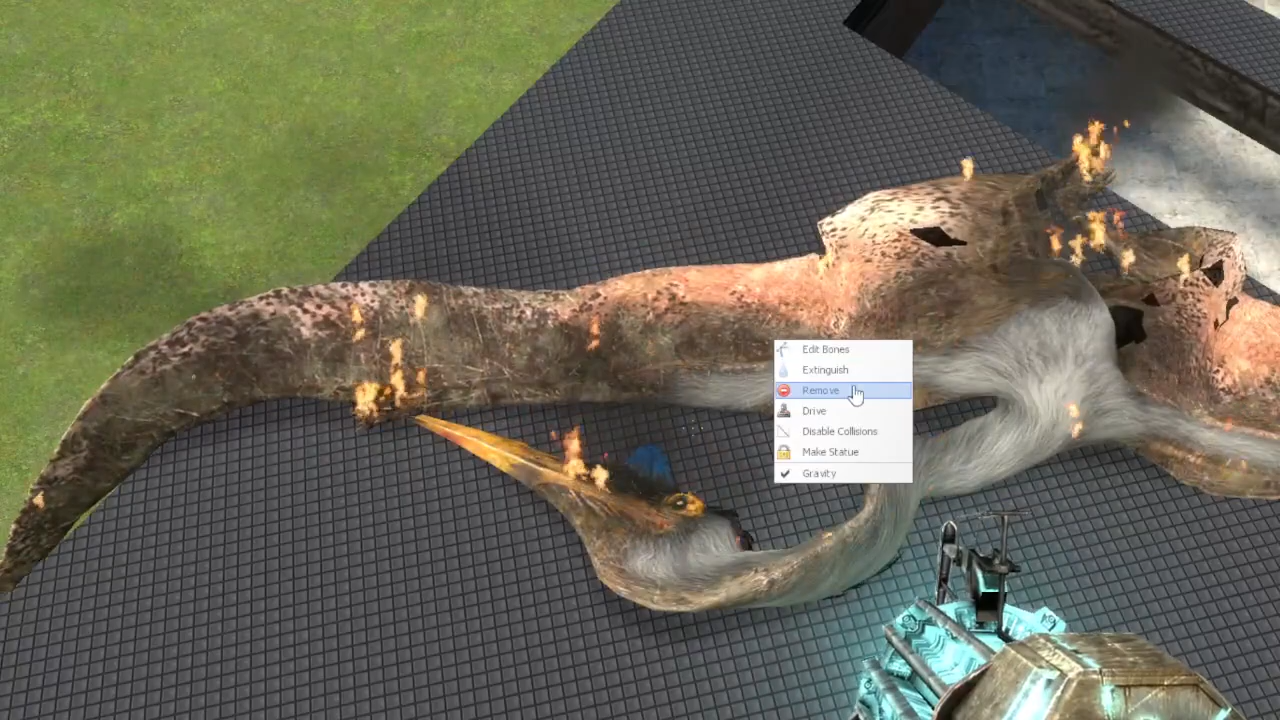 Edit Bones
Extinguish
Remove
Drive
Disable Collisions
Make Statue
Gravity